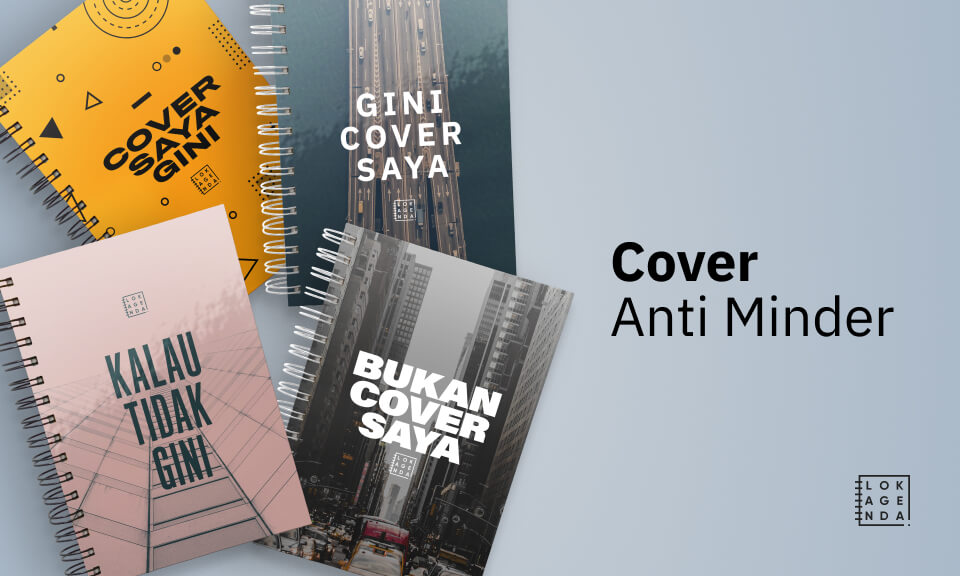 COVER
SAYA
GINI
LOK
AGE
NDA
GINI
COVER
SAYA
LOK
AGE
NDA
LOK
AGE
NDA
KALAU
TIDAK
GINI
BUKAN
COVER
SAYA
LOK
AGE
NDA
Cover
Anti Minder
LOK
AGE
NDA